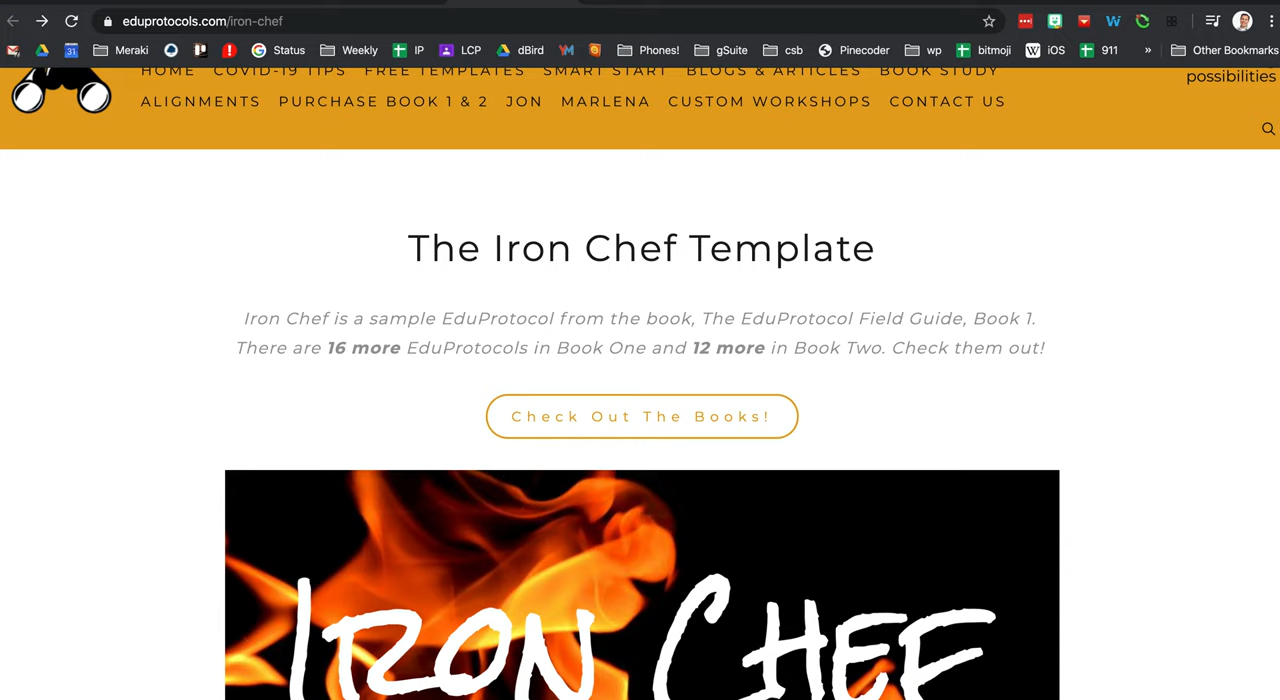 eduprotocols.com/iron-chef
31 Meraki Status Weekly IP LCP dBird YM Phones! gSuite csb Pinecoder wp bitmoji iOS 911 » Other Bookmarks
HOME COVID-19 TIPS FREE TEMPLATES SMART START BLOGS & ARTICLES BOOK STUDY
possibilities
ALIGNMENTS PURCHASE BOOK 1 & 2 JON MARLENA CUSTOM WORKSHOPS CONTACT US
The Iron Chef Template
Iron Chef is a sample EduProtocol from the book, The EduProtocol Field Guide, Book 1.
There are 16 more EduProtocols in Book One and 12 more in Book Two. Check them out!
Check Out The Books!
IRON CHEF